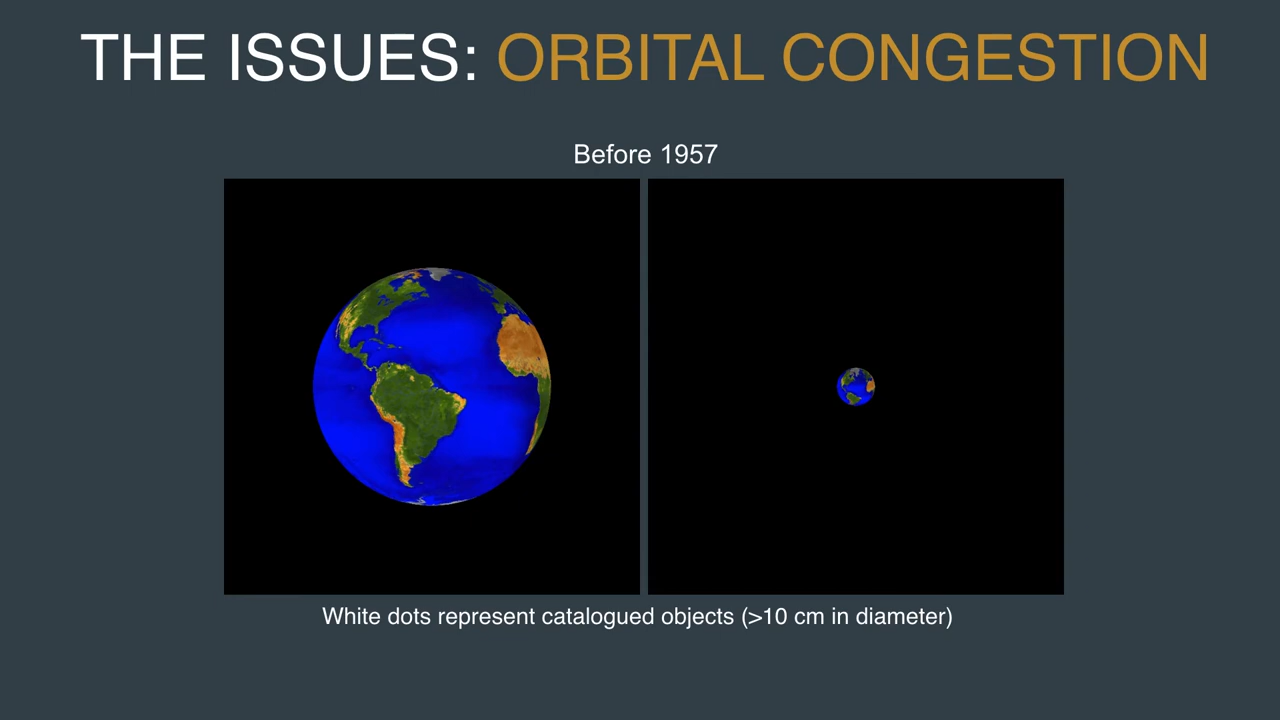 THE ISSUES: ORBITAL CONGESTION
Before 1957
White dots represent catalogued objects (>10 cm in diameter)